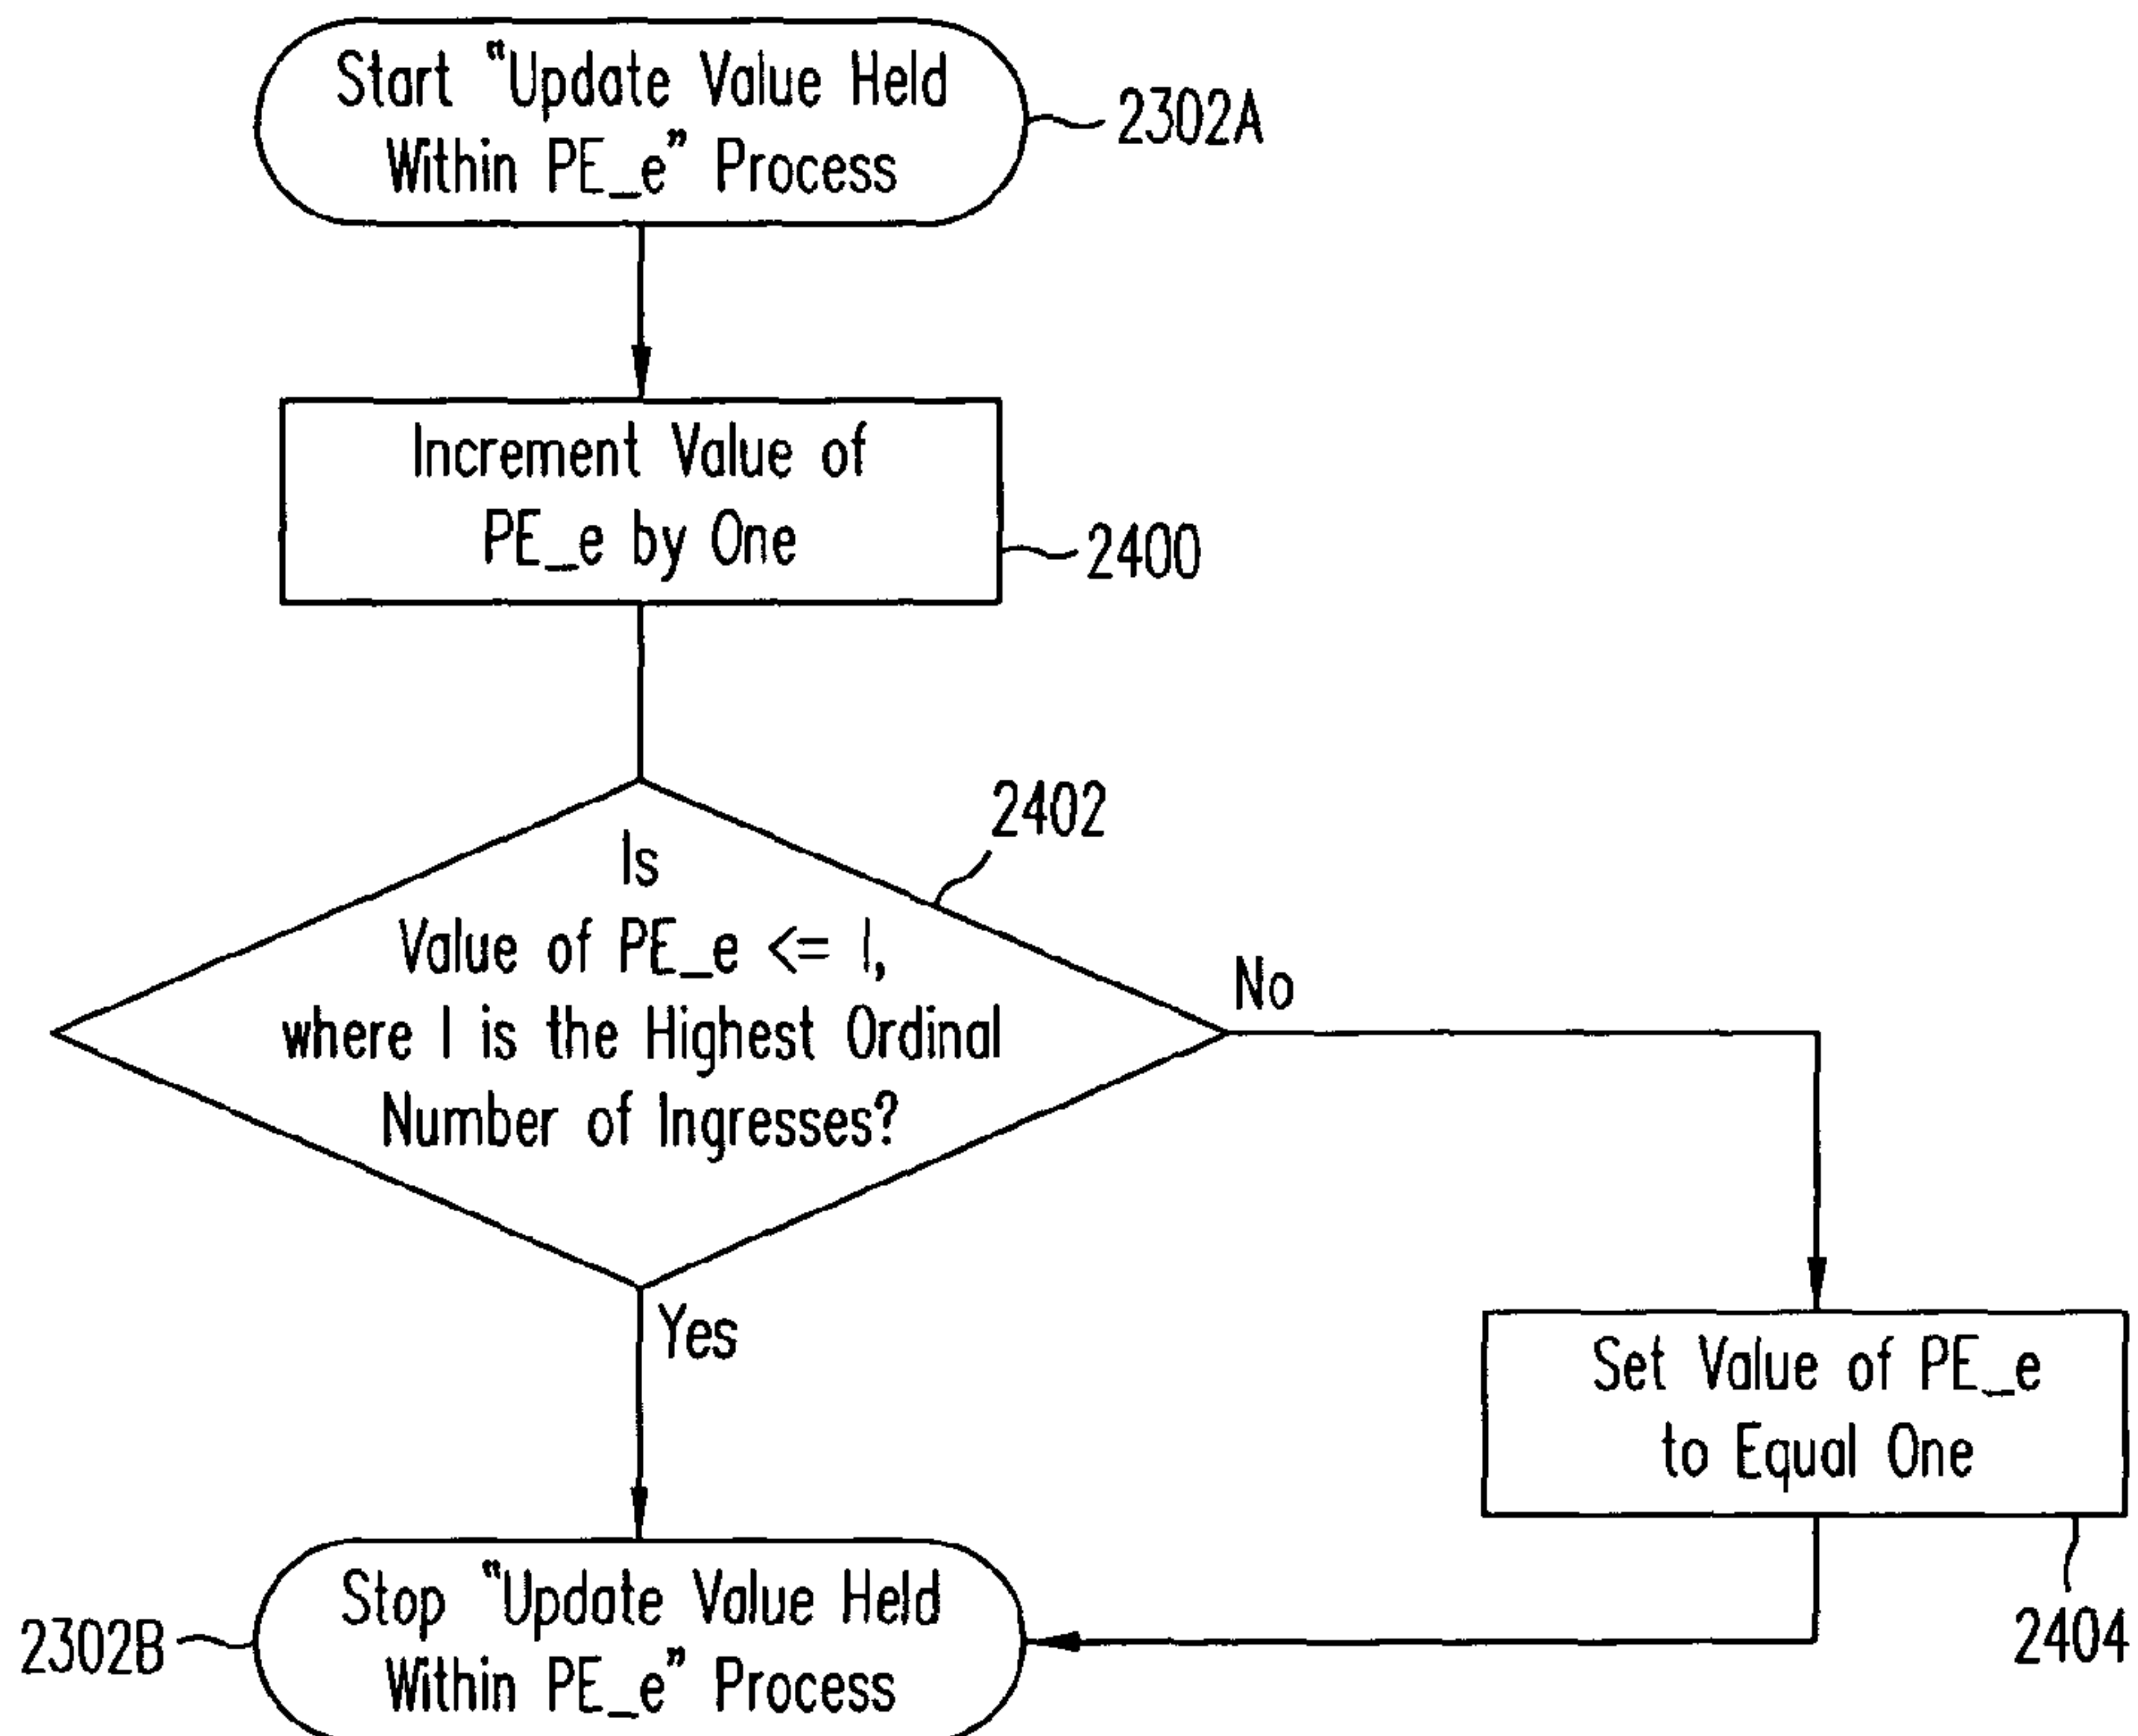 Start "Update Value Held
Within PE_e" Process
2302A
Increment Value of
PE_e by One
2400
2402
Is
Value of PE_e <= I,
where I is the Highest Ordinal
Number of Ingresses?
No
Yes
Set Value of PE_e
to Equal One
2404
Stop "Update Value Held
Within PE_e" Process
2302B